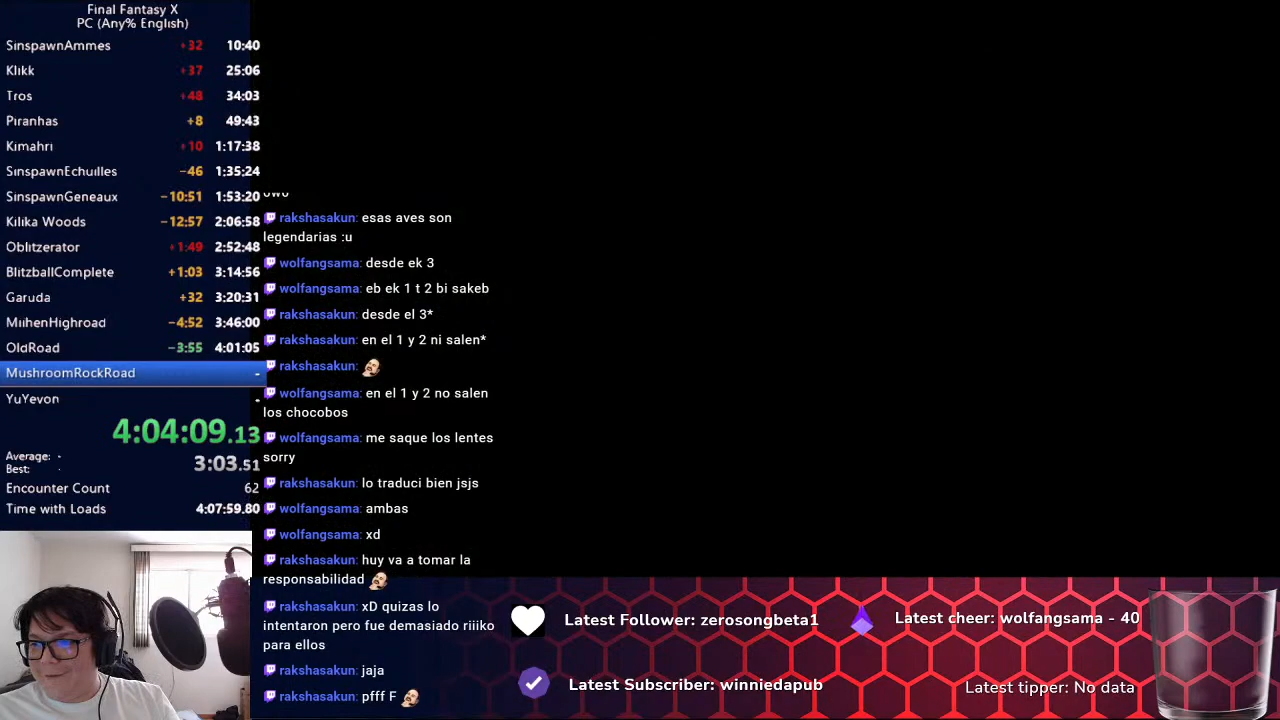 Final Fantasy X
PC (Any% English)
SinspawnAmmes +32 10:40
Klikk +37 25:06
Tros +48 34:03
Piranhas +8 49:43
Kimahri +10 1:17:38
SinspawnEchuilles −46 1:35:24
SinspawnGeneaux −10:51 1:53:20
Kilika Woods −12:57 2:06:58
Oblitzerator +1:49 2:52:48
BlitzballComplete +1:03 3:14:56
Garuda +32 3:20:31
MiihenHighroad −4:52 3:46:00
OldRoad −3:55 4:01:05
MushroomRockRoad -
YuYevon -
4:04:09.13
Average: -
Best: -
3:03.51
Encounter Count 62
Time with Loads 4:07:59.80
owo
rakshasakun: esas aves son
legendarias :u
wolfangsama: desde ek 3
wolfangsama: eb ek 1 t 2 bi sakeb
rakshasakun: desde el 3*
rakshasakun: en el 1 y 2 ni salen*
rakshasakun:
wolfangsama: en el 1 y 2 no salen
los chocobos
wolfangsama: me saque los lentes
sorry
rakshasakun: lo traduci bien jsjs
wolfangsama: ambas
wolfangsama: xd
rakshasakun: huy va a tomar la
responsabilidad
rakshasakun: xD quizas lo
intentaron pero fue demasiado riiiko
para ellos
rakshasakun: jaja
rakshasakun: pfff F
Latest Follower: zerosongbeta1
Latest cheer: wolfangsama - 40
Latest Subscriber: winniedapub
Latest tipper: No data